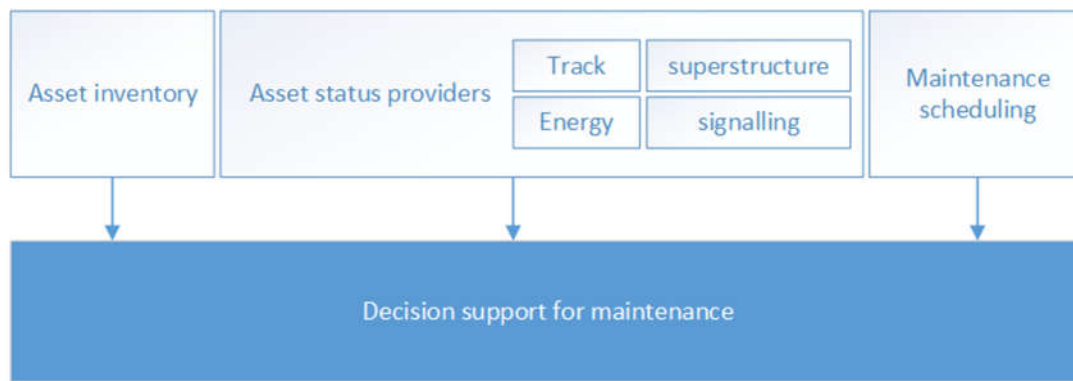 Asset inventory
Asset status providers
Track
superstructure
Energy
signalling
Maintenance
scheduling
Decision support for maintenance